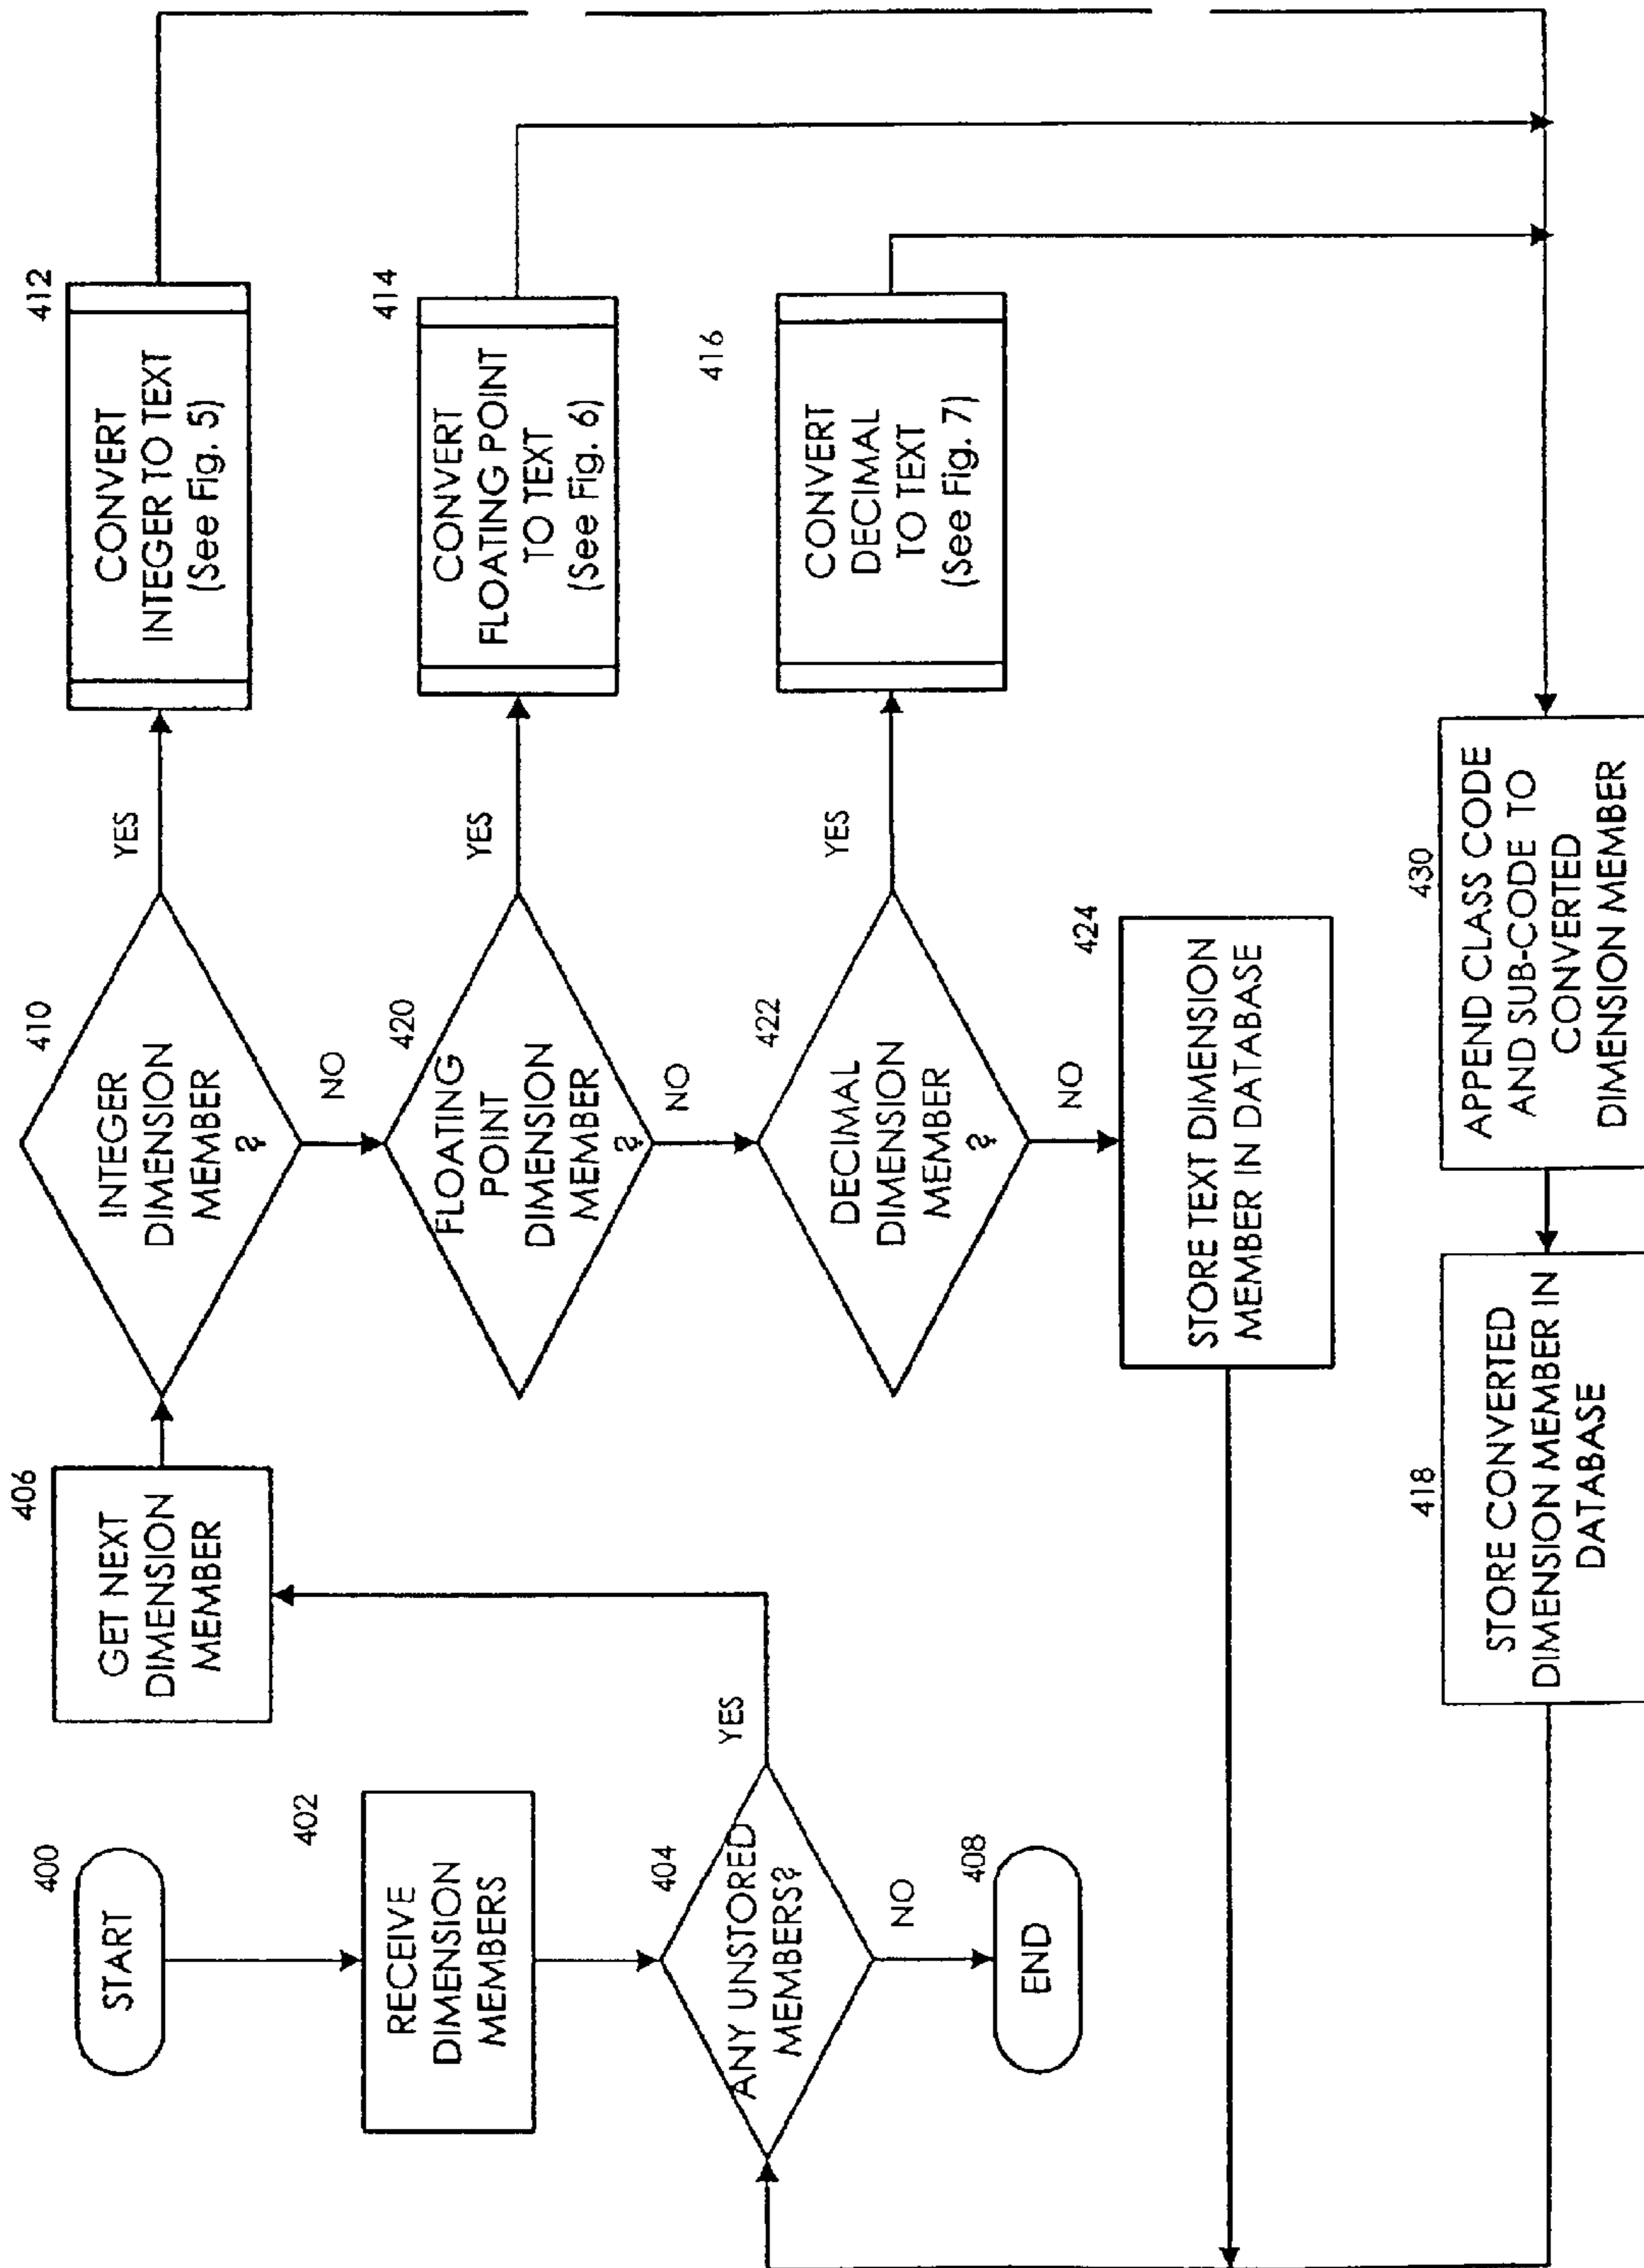 400
START
402
RECEIVE
DIMENSION
MEMBERS
404
ANY UNSTORED
MEMBERS?
YES
NO
408
END
406
GET NEXT
DIMENSION
MEMBER
410
INTEGER
DIMENSION
MEMBER
?
YES
NO
412
CONVERT
INTEGER TO TEXT
(See Fig. 5)
420
FLOATING
POINT
DIMENSION
MEMBER
?
YES
NO
414
CONVERT
FLOATING POINT
TO TEXT
(See Fig. 6)
422
DECIMAL
DIMENSION
MEMBER
?
YES
NO
416
CONVERT
DECIMAL
TO TEXT
(See Fig. 7)
424
STORE TEXT DIMENSION
MEMBER IN DATABASE
430
APPEND CLASS CODE
AND SUB-CODE TO
CONVERTED
DIMENSION MEMBER
418
STORE CONVERTED
DIMENSION MEMBER IN
DATABASE